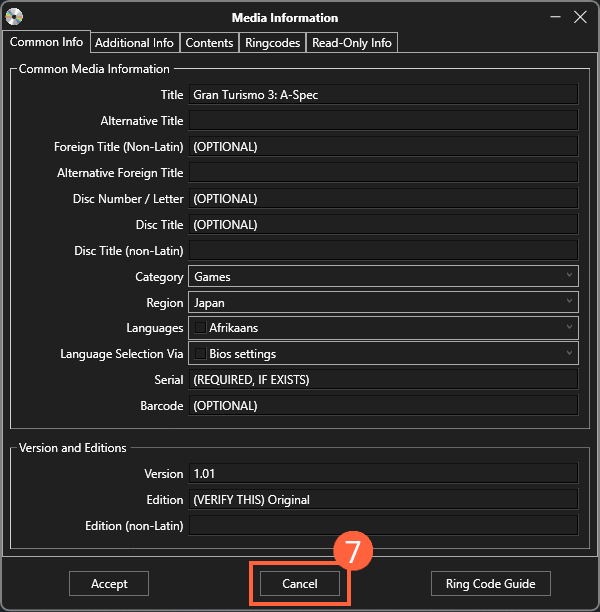 Media Information
Common Info Additional Info Contents Ringcodes Read-Only Info
Common Media Information
Title Gran Turismo 3: A-Spec
Alternative Title
Foreign Title (Non-Latin) (OPTIONAL)
Alternative Foreign Title
Disc Number / Letter (OPTIONAL)
Disc Title (OPTIONAL)
Disc Title (non-Latin)
Category Games
Region Japan
Languages Afrikaans
Language Selection Via Bios settings
Serial (REQUIRED, IF EXISTS)
Barcode (OPTIONAL)
Version and Editions
Version 1.01
Edition (VERIFY THIS) Original
Edition (non-Latin)
7
Accept Cancel Ring Code Guide